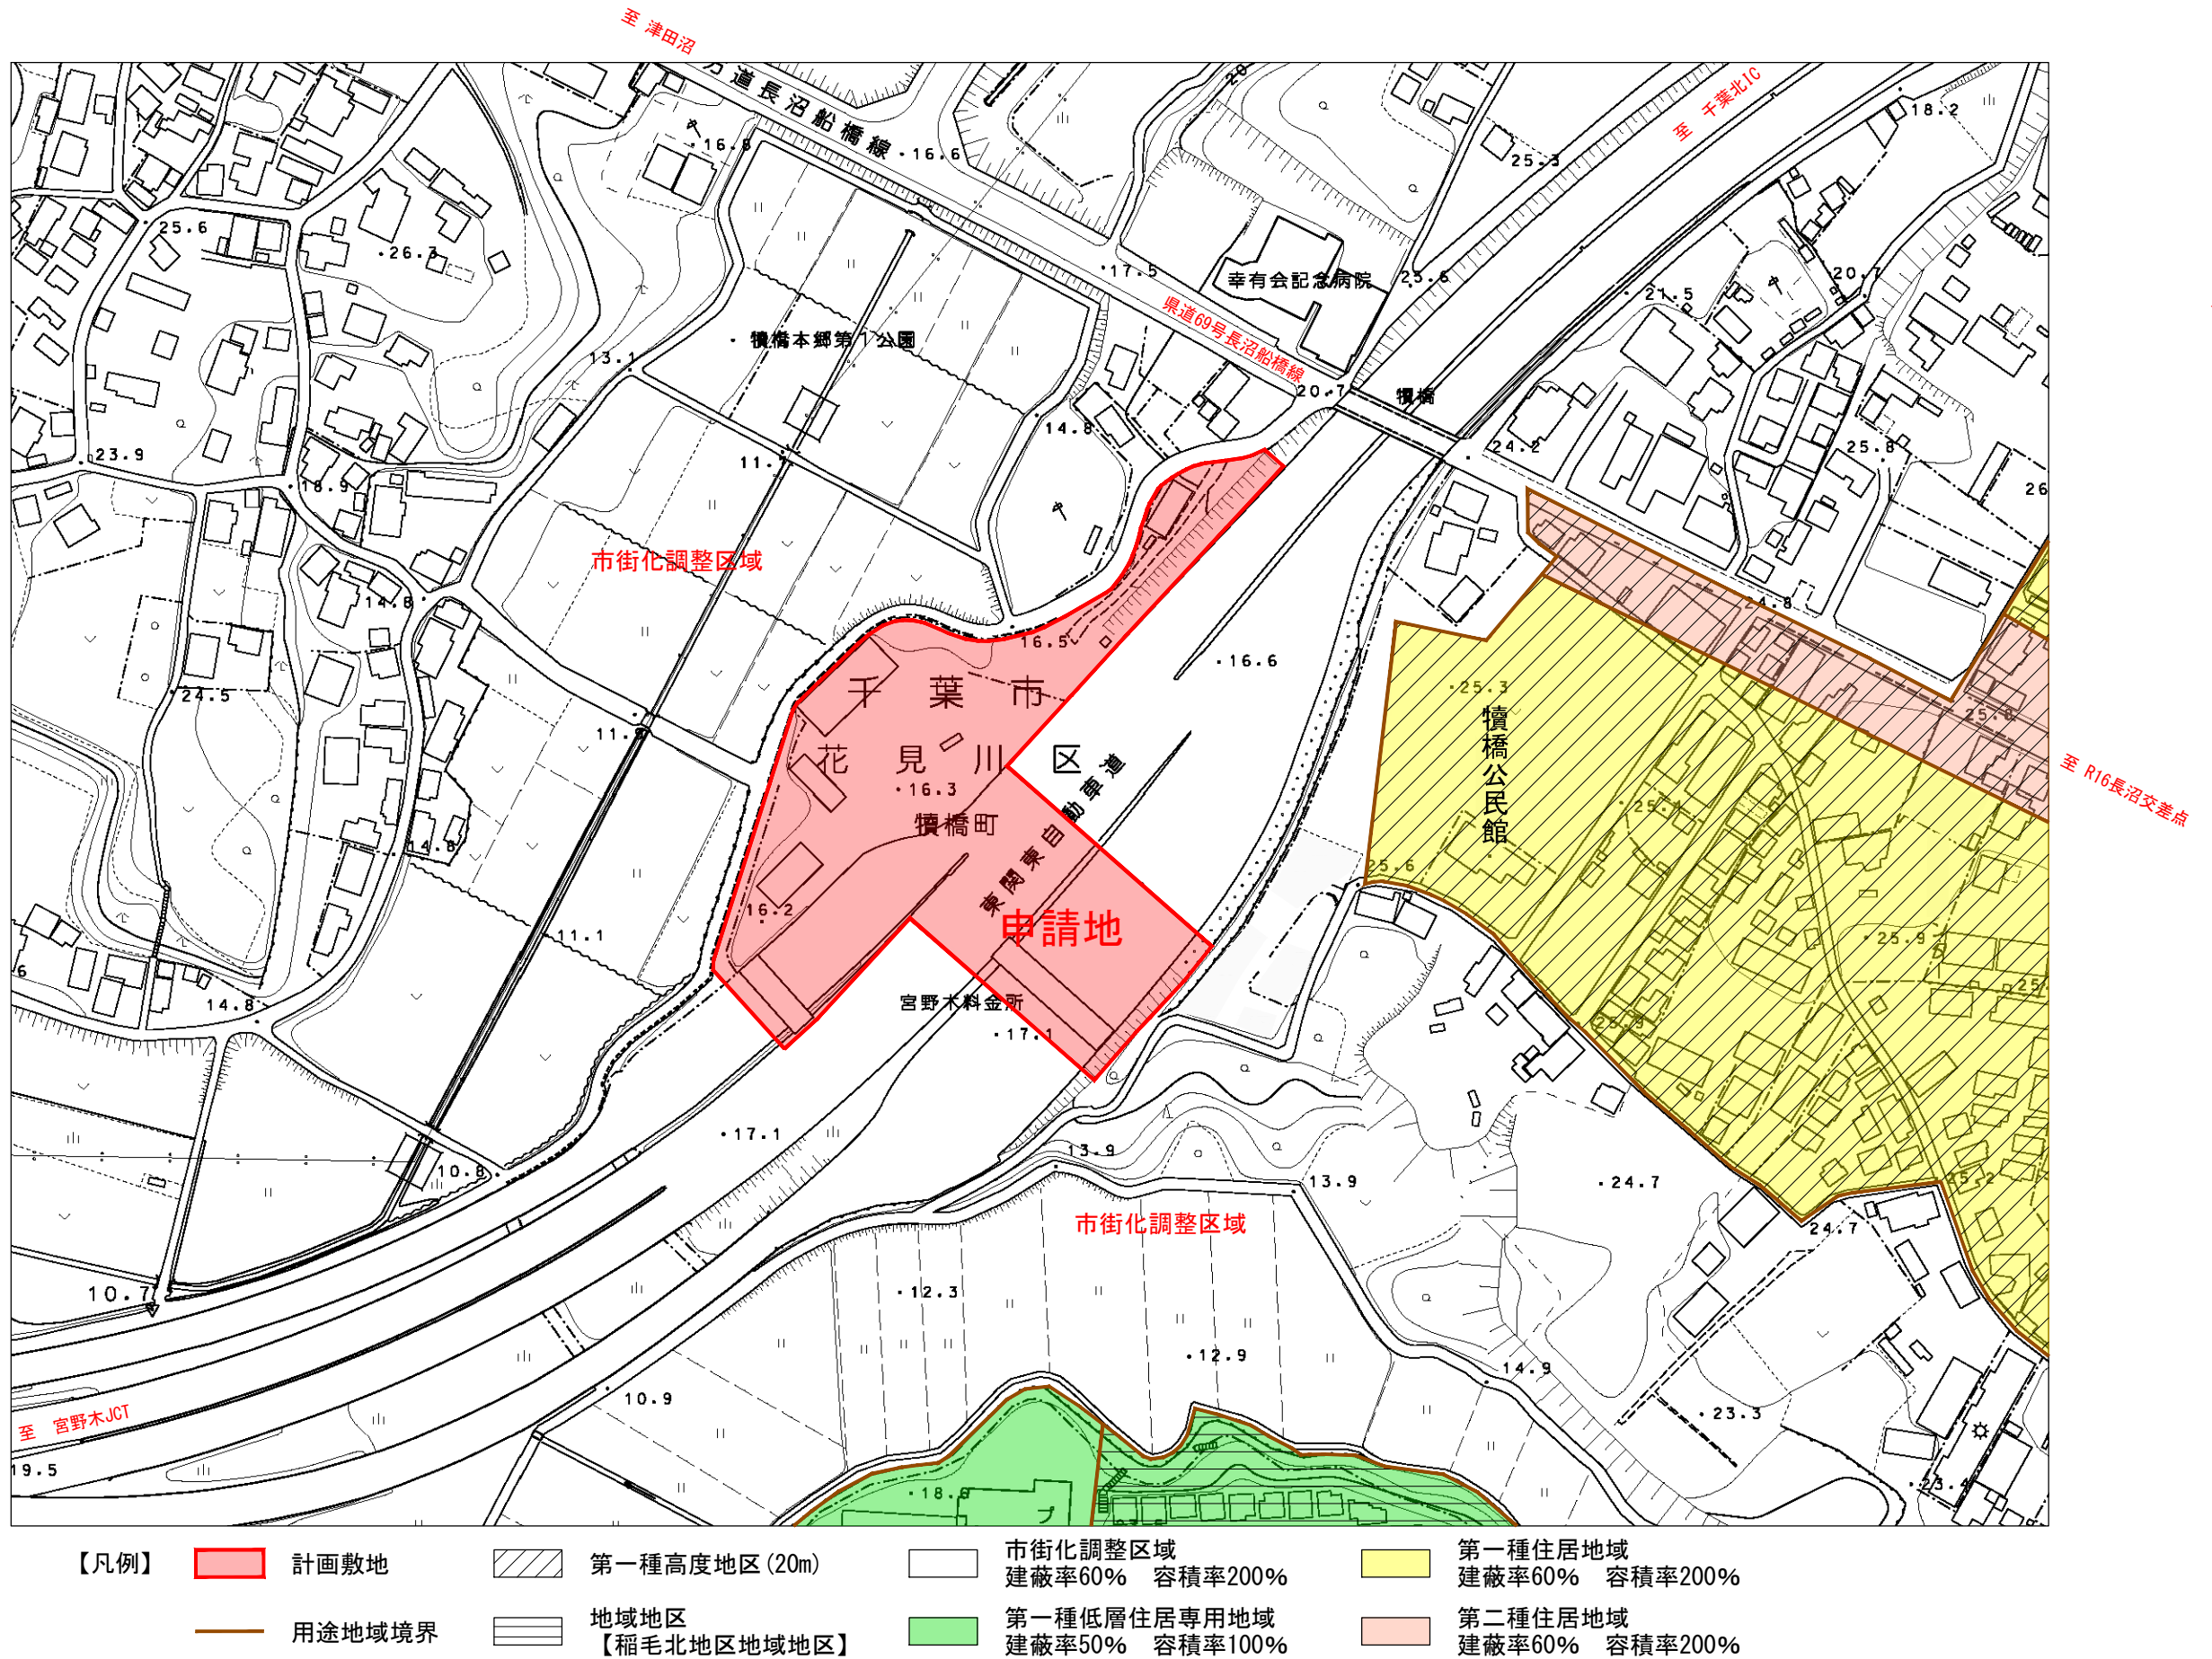 至 津田沼
至 千葉北IC
方道長沼船橋線
16.6
16.8
18.2
25.3
25.6
26.3
17.5
幸有会記念病院
23.6
20.7
21.5
県道69号長沼船橋線
犢橋本郷第1公園
13.1
20.7
犢橋
14.8
11.7
23.9
18.9
24.2
25.8
26
市街化調整区域
14.8
24.8
16.5
16.6
24.5
25.3
千葉市
花見川区
犢橋公民館
11.9
16.3
犢橋町
東関東自動車道
至 R16長沼交差点
14.8
25.6
16.2
申請地
11.1
25.9
6
14.8
宮野木料金所
17.1
17.1
13.9
10.8
13.9
24.7
25.2
市街化調整区域
24.7
10.7
12.3
12.9
14.9
10.9
23.3
至 宮野木JCT
19.5
23.4
プ
【凡例】
計画敷地
第一種高度地区(20m)
市街化調整区域
建蔽率60% 容積率200%
第一種住居地域
建蔽率60% 容積率200%
用途地域境界
地域地区
【稲毛北地区地域地区】
第一種低層住居専用地域
建蔽率50% 容積率100%
第二種住居地域
建蔽率60% 容積率200%